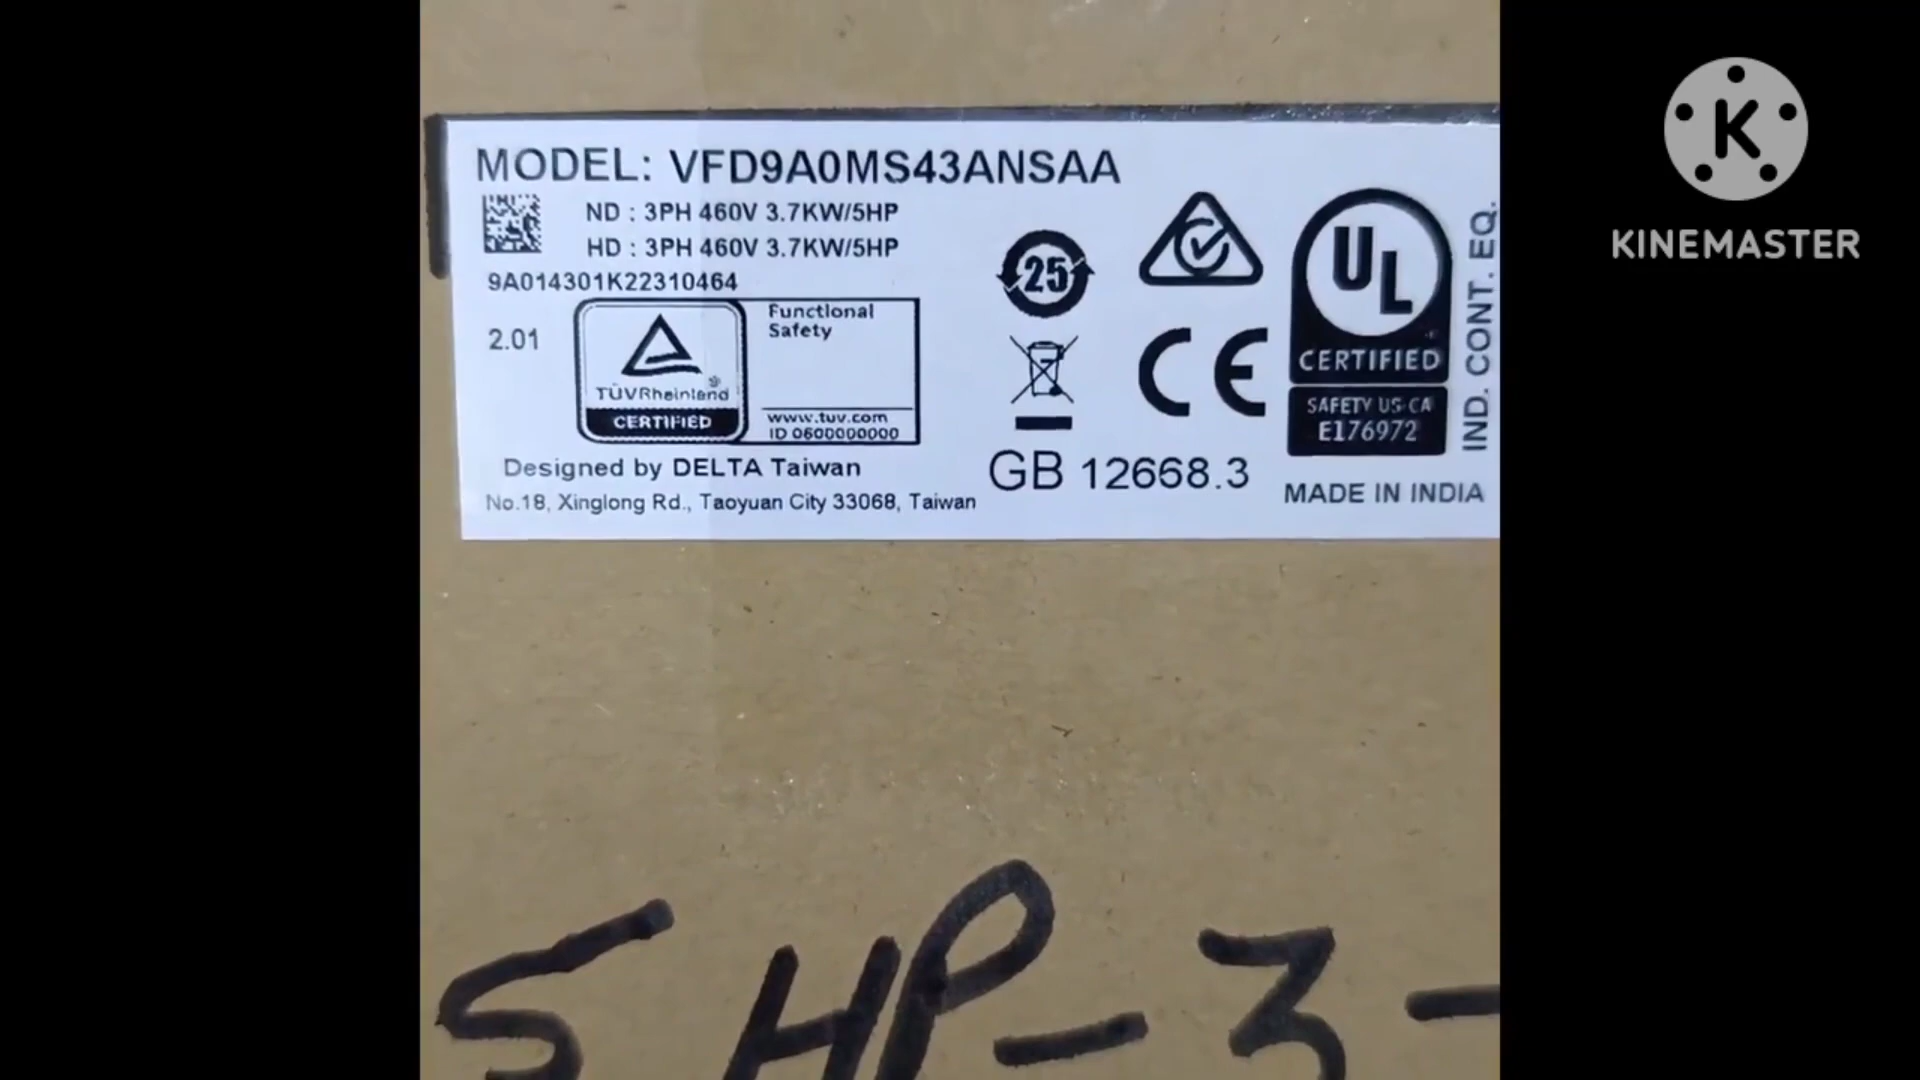 MODEL: VFD9A0MS43ANSAA
ND : 3PH 460V 3.7KW/5HP
HD : 3PH 460V 3.7KW/5HP
9A014301K22310464
2.01
TÜVRheinland
CERTIFIED
Functional
Safety
www.tuv.com
ID 0600000000
Designed by DELTA Taiwan
No.18, Xinglong Rd., Taoyuan City 33068, Taiwan
25
CE
GB 12668.3
UL
CERTIFIED
SAFETY US-CA
E176972
IND. CONT. EQ.
MADE IN INDIA
5 HP-3-
K
KINEMASTER